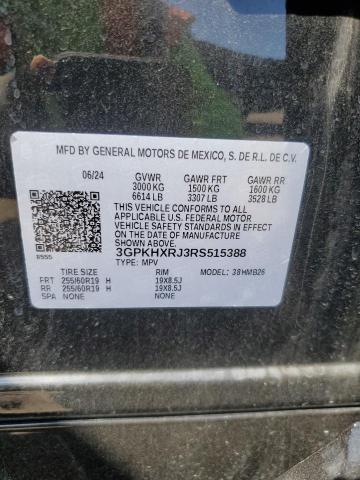 MFD BY GENERAL MOTORS DE MEXICO, S. DE R.L. DE C.V.
06/24 GVWR GAWR FRT GAWR RR
3000 KG 1500 KG 1600 KG
6614 LB 3307 LB 3528 LB
THIS VEHICLE CONFORMS TO ALL
APPLICABLE U.S. FEDERAL MOTOR
VEHICLE SAFETY STANDARDS IN
EFFECT ON THE DATE OF
MANUFACTURE SHOWN ABOVE.
3GPKHXRJ3RS515388
8555 TYPE: MPV
TIRE SIZE RIM MODEL: 38HMB26
FRT 255/60R19 H 19X8.5J
RR 255/60R19 H 19X8.5J
SPA NONE NONE